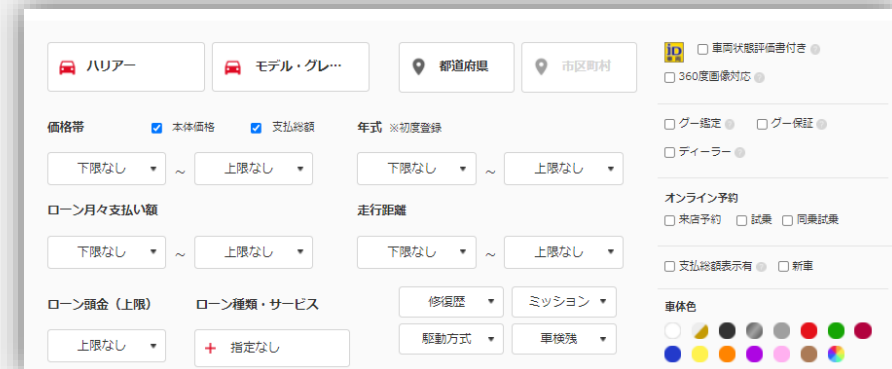 ハリアー
モデル・グレ…
都道府県
市区町村
価格帯
本体価格
支払総額
年式 ※初度登録
下限なし ～ 上限なし
下限なし ～ 上限なし
ローン月々支払い額
走行距離
下限なし ～ 上限なし
下限なし ～ 上限なし
ローン頭金（上限）
ローン種類・サービス
修復歴
ミッション
上限なし
+ 指定なし
駆動方式
車検残
iD
車両状態評価書付き
360度画像対応
グー鑑定
グー保証
ディーラー
オンライン予約
来店予約
試乗
同乗試乗
支払総額表示有
新車
車体色